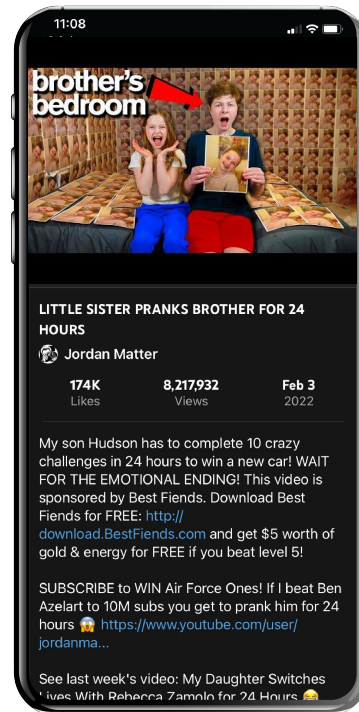 11:08
brother's
bedroom
LITTLE SISTER PRANKS BROTHER FOR 24
HOURS
Jordan Matter
174K
8,217,932
Feb 3
Likes
Views
2022
My son Hudson has to complete 10 crazy
challenges in 24 hours to win a new car! WAIT
FOR THE EMOTIONAL ENDING! This video is
sponsored by Best Fiends. Download Best
Fiends for FREE: http://
download.BestFiends.com and get $5 worth of
gold & energy for FREE if you beat level 5!
SUBSCRIBE to WIN Air Force Ones! If I beat Ben
Azelart to 10M subs you get to prank him for 24
hours 😱 https://www.youtube.com/user/
jordanma...
See last week's video: My Daughter Switches
Lives With Rebecca Zamolo for 24 Hours 😂